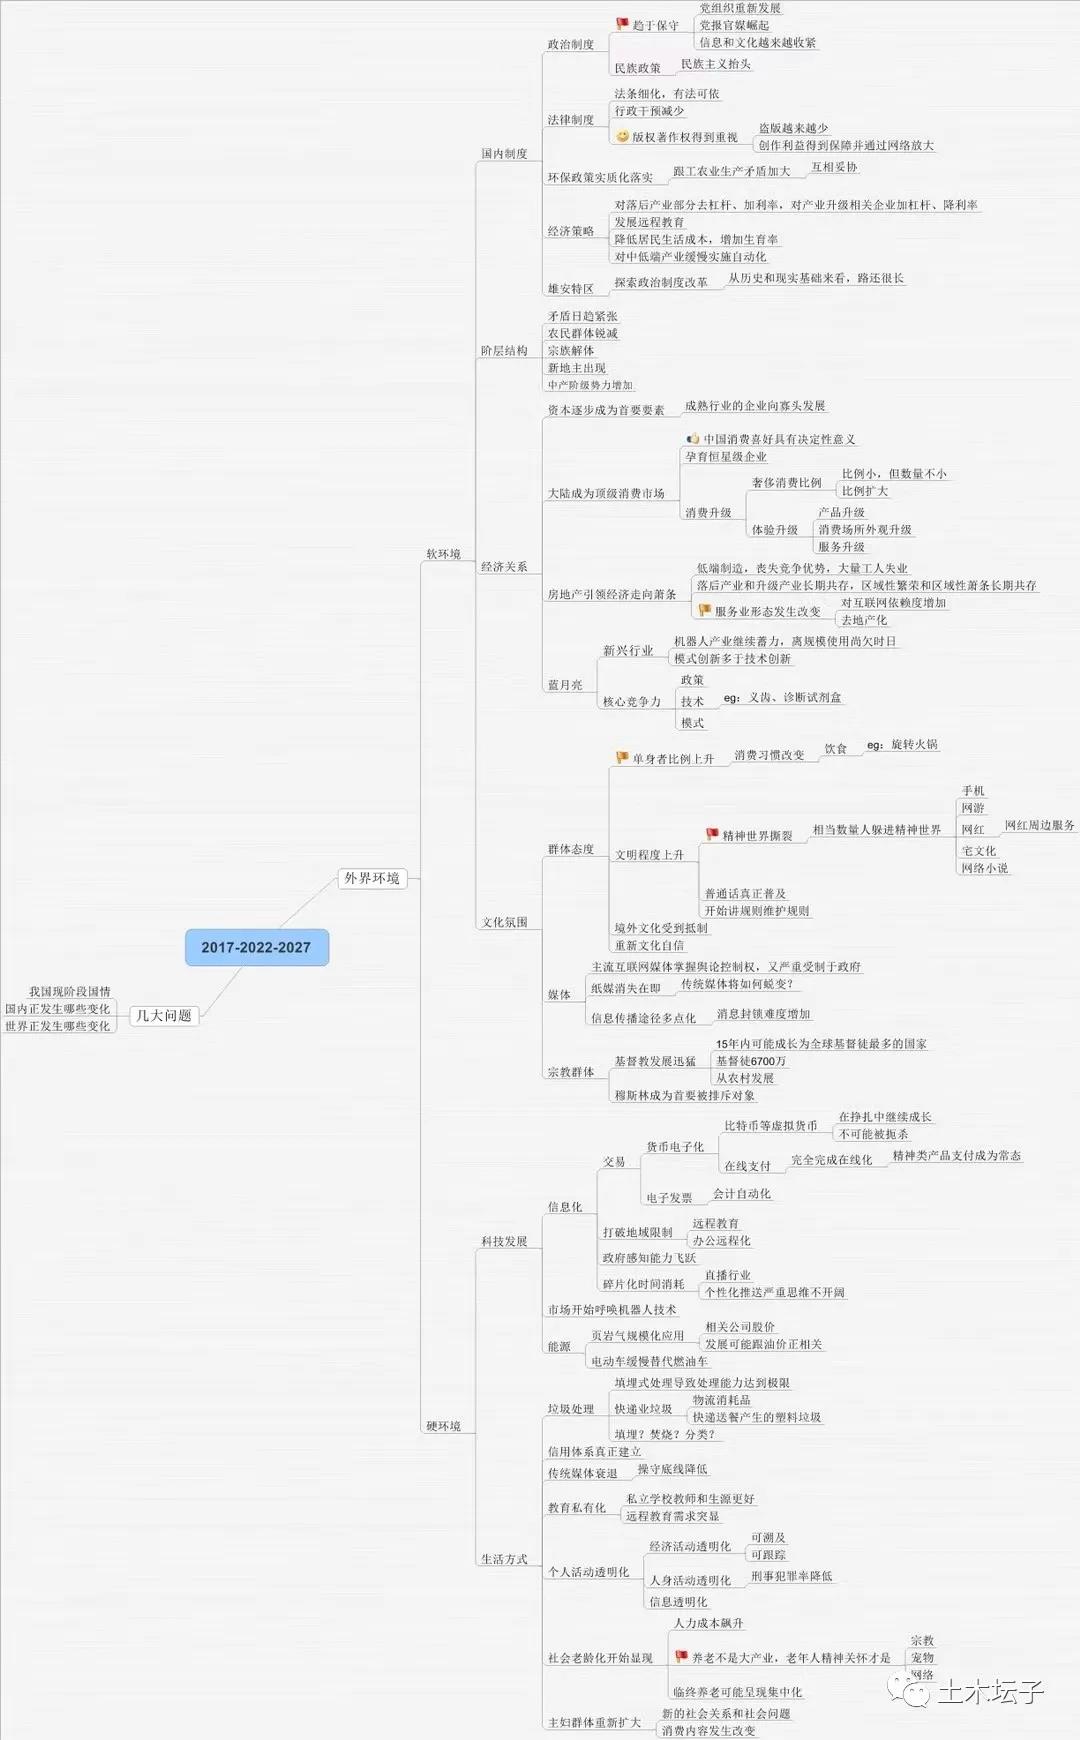 2017-2022-2027
外界环境
软环境
国内制度
政治制度
趋于保守
党组织重新发展
党报官媒崛起
信息和文化越来越收紧
民族政策
民族主义抬头
法律制度
法条细化，有法可依
行政干预减少
版权著作权得到重视
盗版越来越少
创作利益得到保障并通过网络放大
环保政策实质化落实
跟工农业生产矛盾加大
互相妥协
经济策略
对落后产业部分去杠杆、加利率，对产业升级相关企业加杠杆、降利率
发展远程教育
降低居民生活成本，增加生育率
对中低端产业缓慢实施自动化
雄安特区
探索政治制度改革
从历史和现实基础来看，路还很长
阶层结构
矛盾日趋紧张
农民群体锐减
宗族解体
新地主出现
中产阶级势力增加
经济关系
资本逐步成为首要要素
成熟行业的企业向寡头发展
大陆成为顶级消费市场
中国消费喜好具有决定性意义
孕育恒星级企业
消费升级
奢侈消费比例
比例小，但数量不小
比例扩大
体验升级
产品升级
消费场所外观升级
服务升级
房地产引领经济走向萧条
低端制造，丧失竞争优势，大量工人失业
落后产业和升级产业长期共存，区域性繁荣和区域性萧条长期共存
服务业形态发生改变
对互联网依赖度增加
去地产化
蓝月亮
新兴行业
机器人产业继续蓄力，离规模使用尚欠时日
模式创新多于技术创新
核心竞争力
政策
技术
eg：义齿、诊断试剂盒
模式
文化氛围
群体态度
单身者比例上升
消费习惯改变
饮食
eg：旋转火锅
文明程度上升
精神世界撕裂
相当数量人躲进精神世界
手机
网游
网红
网红周边服务
宅文化
网络小说
普通话真正普及
开始讲规则维护规则
境外文化受到抵制
重新文化自信
媒体
主流互联网媒体掌握舆论控制权，又严重受制于政府
纸媒消失在即
传统媒体将如何蜕变？
信息传播途径多点化
消息封锁难度增加
宗教群体
基督教发展迅猛
15年内可能成长为全球基督徒最多的国家
基督徒6700万
从农村发展
穆斯林成为首要被排斥对象
硬环境
科技发展
信息化
交易
货币电子化
比特币等虚拟货币
在挣扎中继续成长
不可能被扼杀
在线支付
完全完成在线化
精神类产品支付成为常态
电子发票
会计自动化
打破地域限制
远程教育
办公远程化
政府感知能力飞跃
碎片化时间消耗
直播行业
个性化推送严重思维不开阔
市场开始呼唤机器人技术
能源
页岩气规模化应用
相关公司股价
发展可能跟油价正相关
电动车缓慢替代燃油车
生活方式
垃圾处理
填埋式处理导致处理能力达到极限
快递业垃圾
物流消耗品
快递送餐产生的塑料垃圾
填埋？焚烧？分类？
信用体系真正建立
传统媒体衰退
操守底线降低
教育私有化
私立学校教师和生源更好
远程教育需求突显
个人活动透明化
经济活动透明化
可溯及
可跟踪
人身活动透明化
刑事犯罪率降低
信息透明化
社会老龄化开始显现
人力成本飙升
养老不是大产业，老年人精神关怀才是
宗教
宠物
网络
临终养老可能呈现集中化
主妇群体重新扩大
新的社会关系和社会问题
消费内容发生改变
几大问题
我国现阶段国情
国内正发生哪些变化
世界正发生哪些变化
土木坛子